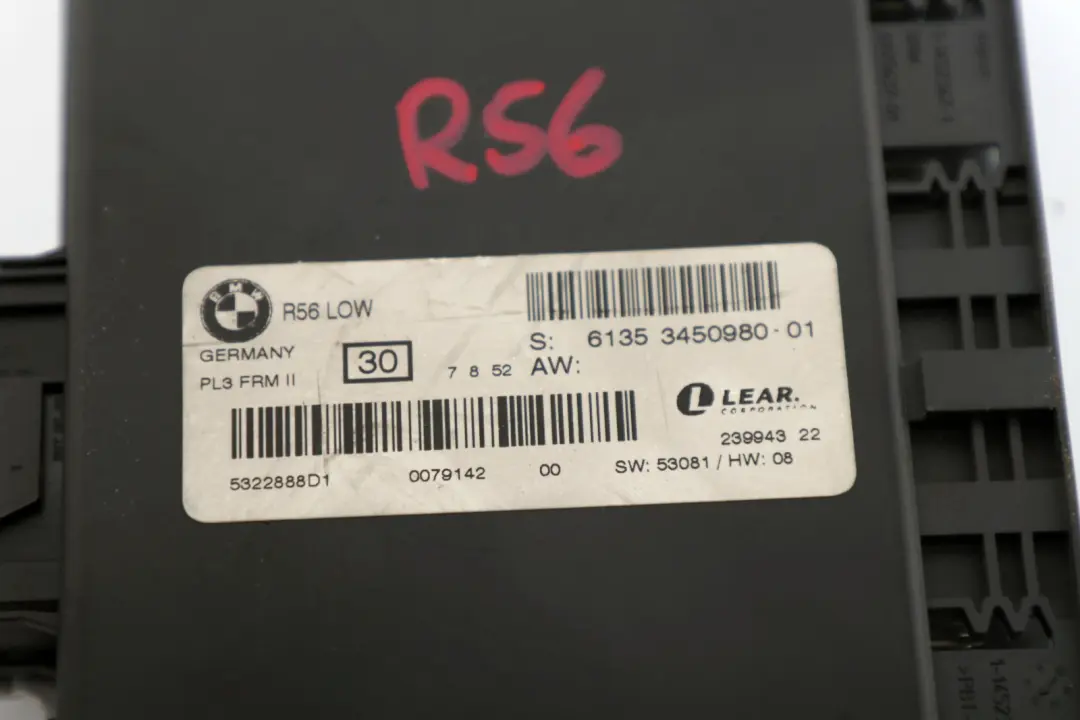 R56
BMW
R56 LOW
GERMANY
PL3 FRM II
30
7 8 52
S: 6135 3450980-01
AW:
LEAR.
CORPORATION
239943 22
5322888D1 0079142 00 SW: 53081 / HW: 08